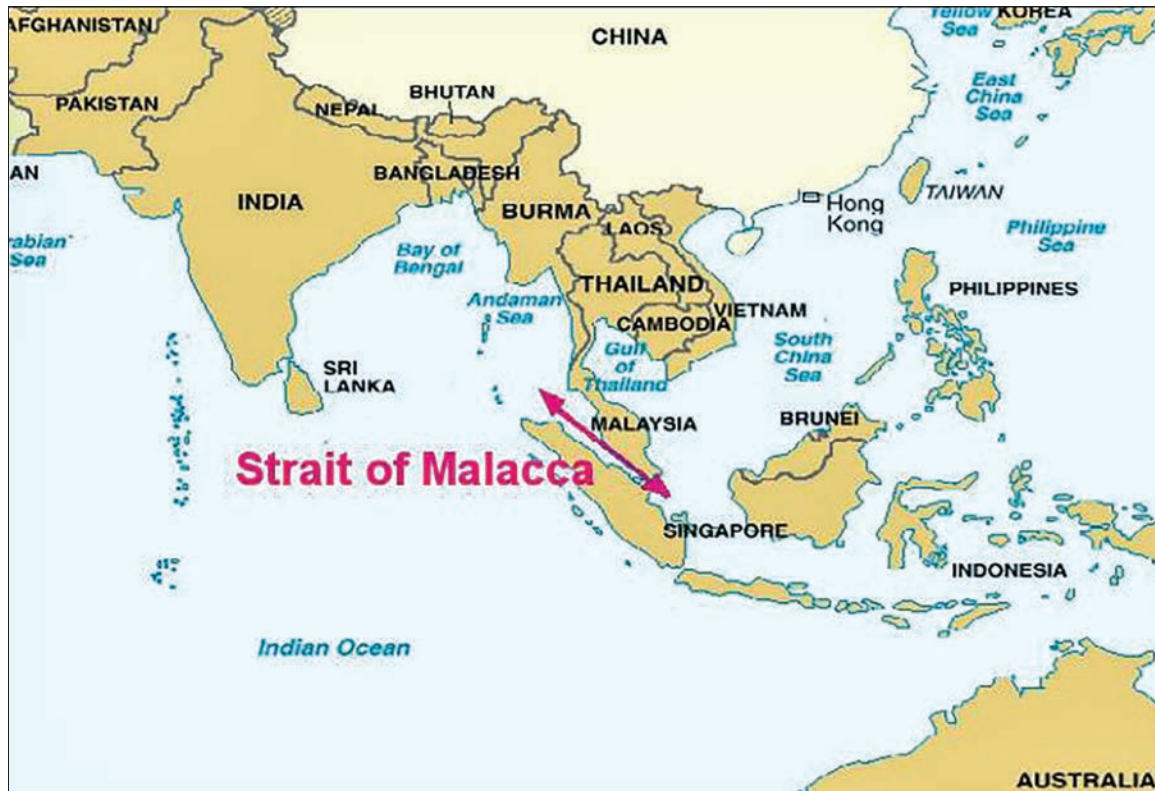 AFGHANISTAN
CHINA
Yellow
Sea
KOREA
East
China
Sea
PAKISTAN
NEPAL
BHUTAN
BANGLADESH
INDIA
BURMA
LAOS
Hong
Kong
TAIWAN
Philippine
Sea
rabian
Sea
AN
Bay of
Bengal
Andaman
Sea
THAILAND
VIETNAM
CAMBODIA
Gulf
of
Thailand
South
China
Sea
PHILIPPINES
SRI
LANKA
MALAYSIA
BRUNEI
Strait of Malacca
SINGAPORE
INDONESIA
Indian Ocean
AUSTRALIA